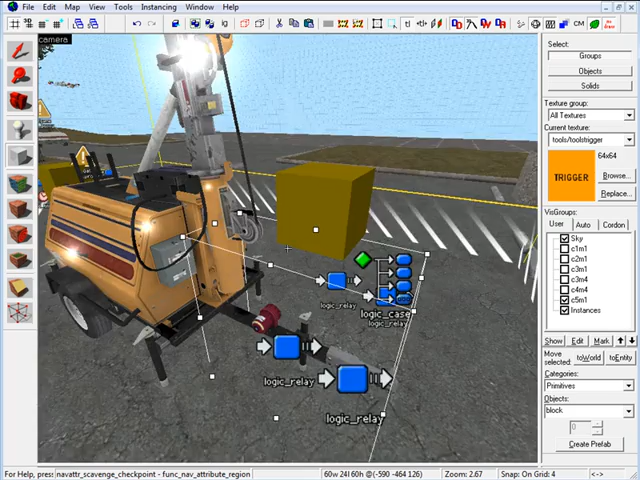 File Edit Map View Tools Instancing Window Help
CM
camera
logic_relay
logic_case
logic_relay
logic_relay
logic_relay
Select:
Groups
Objects
Solids
Texture group:
All Textures
Current texture:
tools/toolstrigger
64x64
TRIGGER
Browse...
Replace...
VisGroups:
User Auto Cordon
Sky
c1m1
c2m1
c3m1
c4m4
c5m1
Instances
Show Edit Mark
Move selected:
toWorld toEntity
Categories:
Primitives
Objects:
block
0
Create Prefab
For Help, press navattr_scavenge_checkpoint - func_nav_attribute_region 60w 24l 60h @(-590 -464 126) Zoom: 2.67 Snap: On Grid: 4 <->